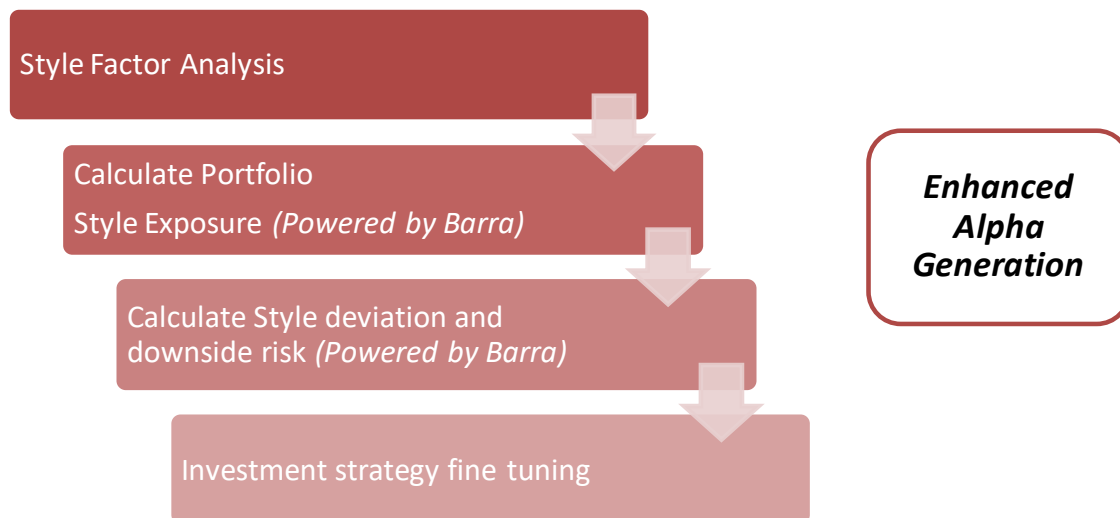 Style Factor Analysis
Calculate Portfolio
Style Exposure (Powered by Barra)
Calculate Style deviation and
downside risk (Powered by Barra)
Investment strategy fine tuning
Enhanced
Alpha
Generation